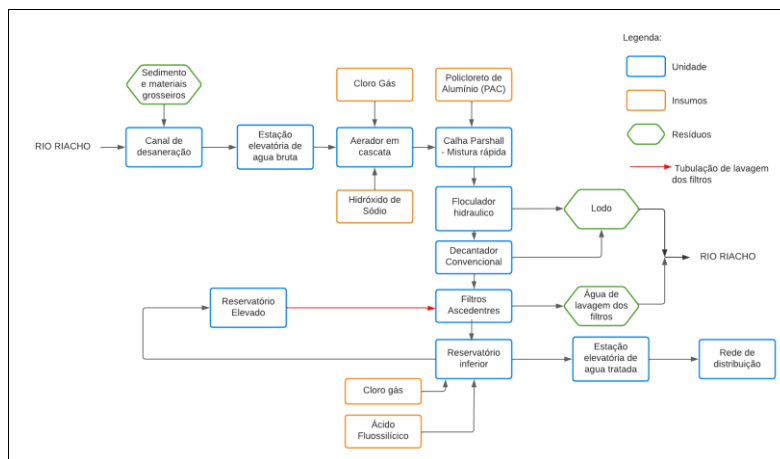 Legenda:
Sedimento
e materiais
grosseiros
Cloro Gás
Policloreto de
Alumínio (PAC)
Unidade
Insumos
RIO RIACHO
Canal de
desaneração
Estação
elevatória de
agua bruta
Aerador em
cascata
Calha Parshall
- Mistura rápida
Resíduos
Tubulação de lavagem
dos filtros
Hidróxido de
Sódio
Floculador
hidraulico
Lodo
Decantador
Convencional
RIO RIACHO
Reservatório
Elevado
Filtros
Ascedentres
Água de
lavagem dos
filtros
Reservatório
inferior
Estação
elevatória de
agua tratada
Rede de
distribuição
Cloro gás
Ácido
Fluossilícico